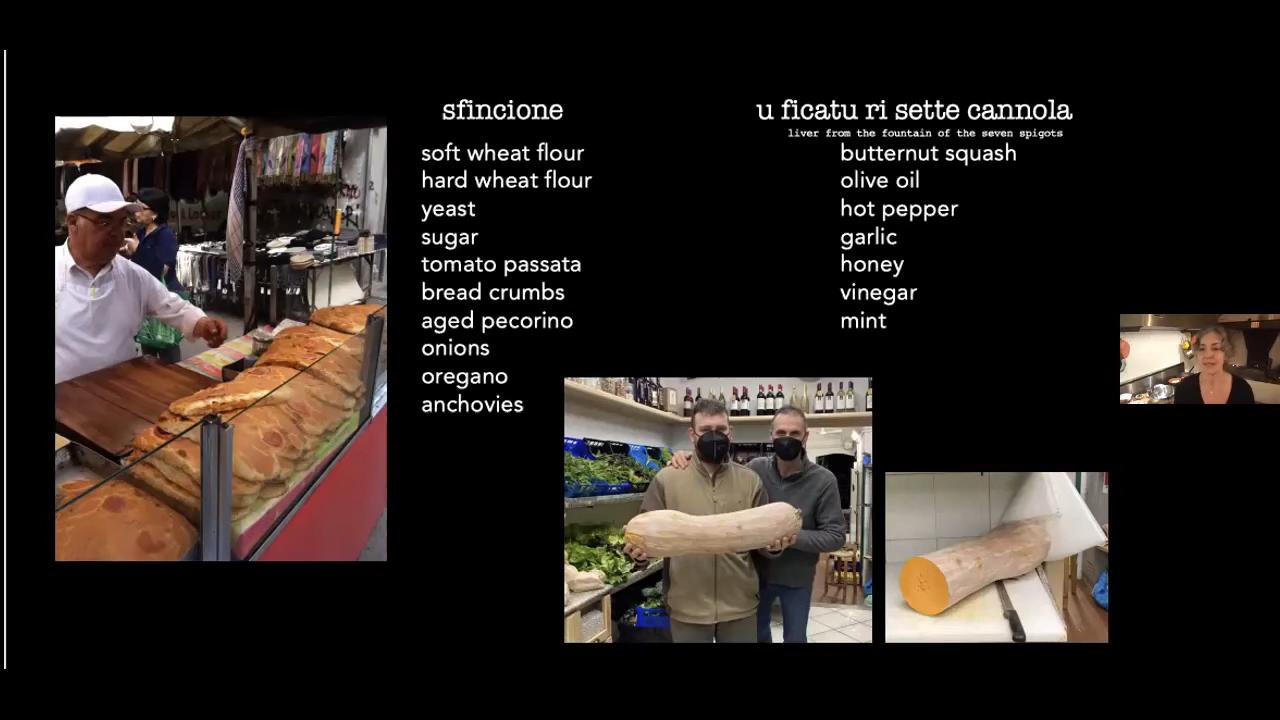 sfincione
soft wheat flour
hard wheat flour
yeast
sugar
tomato passata
bread crumbs
aged pecorino
onions
oregano
anchovies
u ficatu ri sette cannola
liver from the fountain of the seven spigots
butternut squash
olive oil
hot pepper
garlic
honey
vinegar
mint